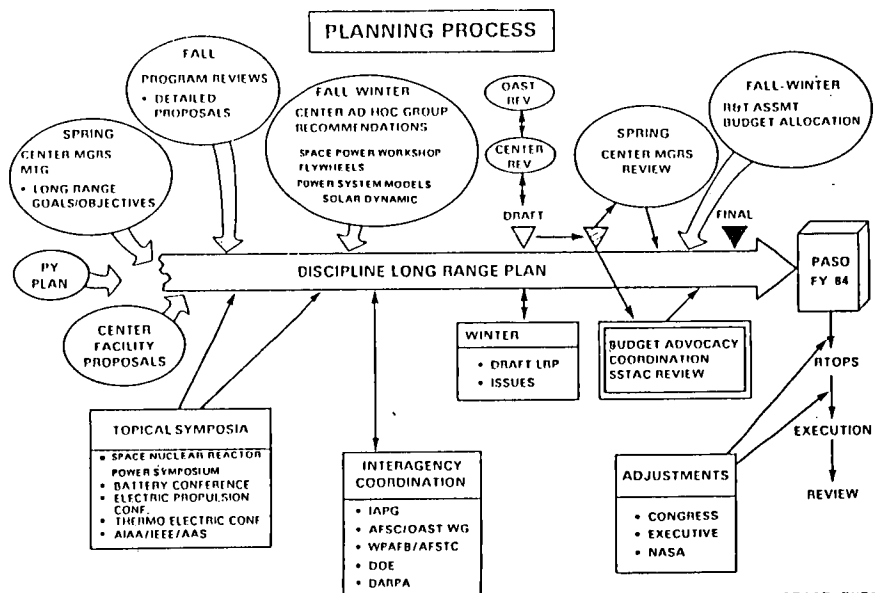 PLANNING PROCESS
FALL
PROGRAM REVIEWS
• DETAILED
PROPOSALS
SPRING
CENTER MGRS
MTG
• LONG RANGE
GOALS/OBJECTIVES
FALL WINTER
CENTER AD HOC GROUP
RECOMMENDATIONS
SPACE POWER WORKSHOP
FLYWHEELS
POWER SYSTEM MODELS
SOLAR DYNAMIC
OAST
REV
CENTER
REV
DRAFT
SPRING
CENTER MGRS
REVIEW
FALL-WINTER
R&T ASSMT
BUDGET ALLOCATION
FINAL
PY
PLAN
DISCIPLINE LONG RANGE PLAN
PASO
FY 84
CENTER
FACILITY
PROPOSALS
WINTER
• DRAFT LRP
• ISSUES
BUDGET ADVOCACY
COORDINATION
SSTAC REVIEW
RTOPS
EXECUTION
REVIEW
TOPICAL SYMPOSIA
• SPACE NUCLEAR REACTOR
POWER SYMPOSIUM
• BATTERY CONFERENCE
• ELECTRIC PROPULSION
CONF.
• THERMO ELECTRIC CONF
• AIAA/IEEE/AAS
INTERAGENCY
COORDINATION
• IAPG
• AFSC/OAST WG
• WPAFB/AFSTC
• DOE
• DARPA
ADJUSTMENTS
• CONGRESS
• EXECUTIVE
• NASA